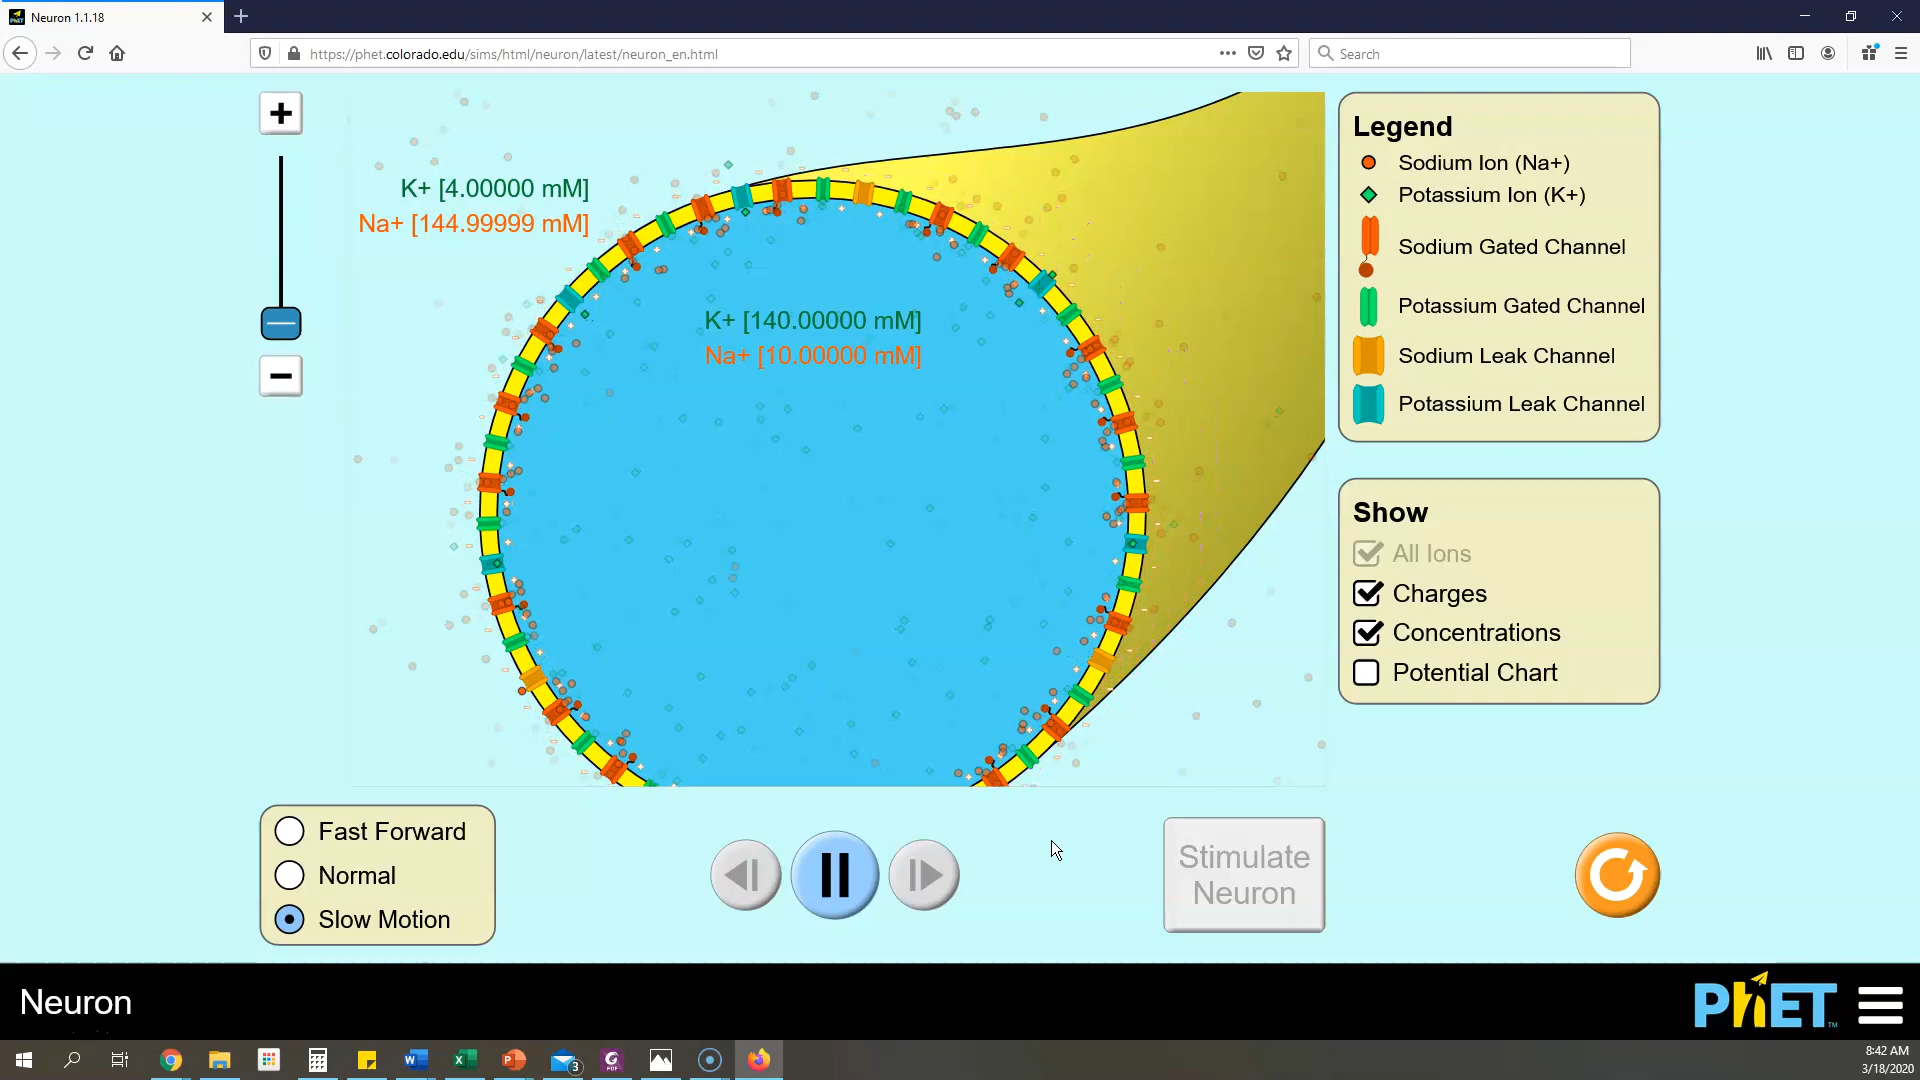 Neuron 1.1.18
https://phet.colorado.edu/sims/html/neuron/latest/neuron_en.html
Search
K+ [4.00000 mM]
Na+ [144.99999 mM]
K+ [140.00000 mM]
Na+ [10.00000 mM]
Legend
Sodium Ion (Na+)
Potassium Ion (K+)
Sodium Gated Channel
Potassium Gated Channel
Sodium Leak Channel
Potassium Leak Channel
Show
All Ions
Charges
Concentrations
Potential Chart
Fast Forward
Normal
Slow Motion
Stimulate
Neuron
Neuron
PhET
3
8:42 AM
3/18/2020